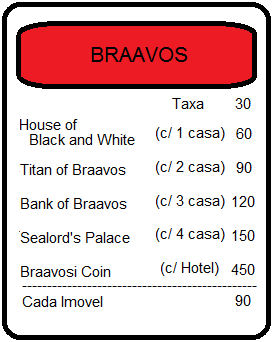 BRAAVOS
Taxa 30
House of
Black and White (c/ 1 casa) 60
Titan of Braavos (c/ 2 casa) 90
Bank of Braavos (c/ 3 casa) 120
Sealord's Palace (c/ 4 casa) 150
Braavosi Coin (c/ Hotel) 450
Cada Imovel 90